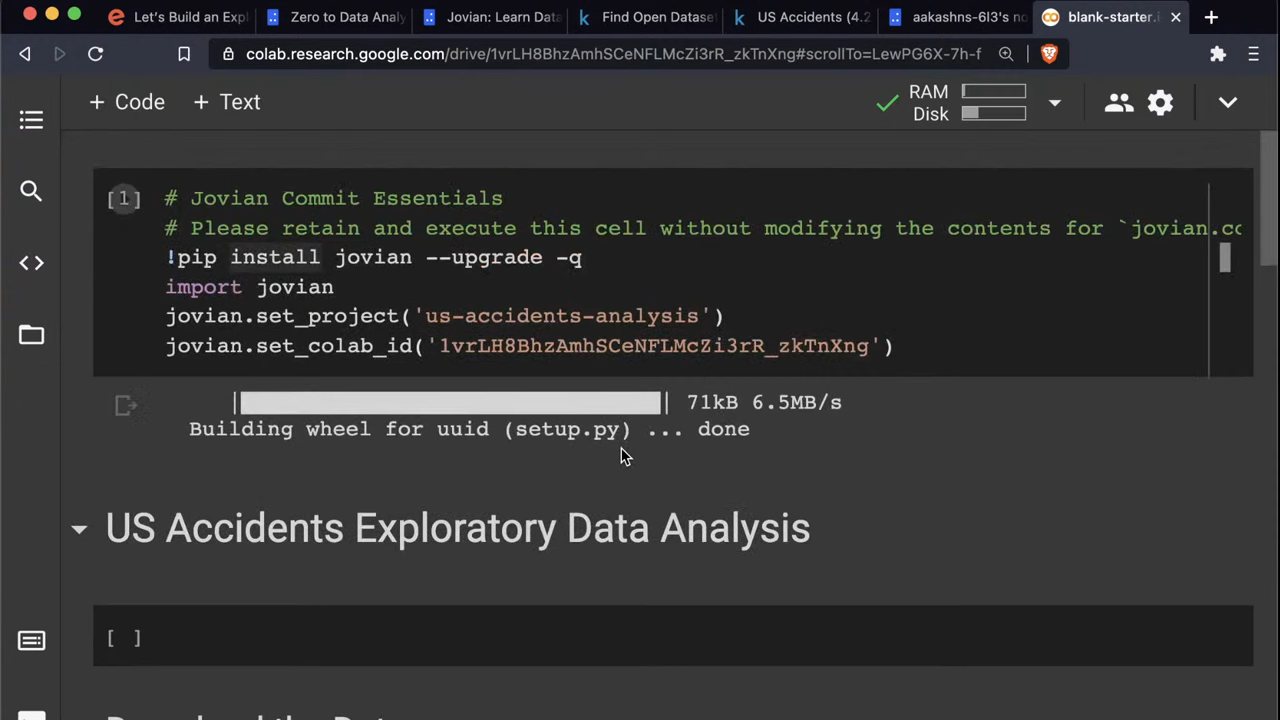 Let's Build an Expl
Zero to Data Analy
Jovian: Learn Data
Find Open Dataset
US Accidents (4.2
aakashns-6l3's no
blank-starter.i
colab.research.google.com/drive/1vrLH8BhzAmhSCeNFLMcZi3rR_zkTnXng#scrollTo=LewPG6X-7h-f
+ Code + Text
RAM
Disk
[1]
# Jovian Commit Essentials
# Please retain and execute this cell without modifying the contents for `jovian.co
!pip install jovian --upgrade -q
import jovian
jovian.set_project('us-accidents-analysis')
jovian.set_colab_id('1vrLH8BhzAmhSCeNFLMcZi3rR_zkTnXng')
| | 71kB 6.5MB/s
Building wheel for uuid (setup.py) ... done
US Accidents Exploratory Data Analysis
[ ]